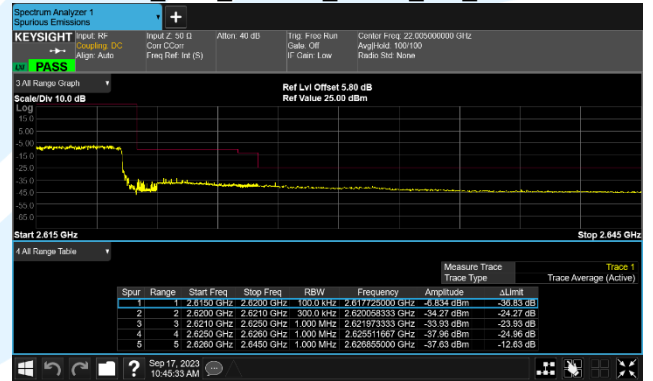 Spectrum Analyzer 1
Spurious Emissions
KEYSIGHT Input: RF Input Z: 50 Ω Atten: 40 dB Trig: Free Run Center Freq: 22.005000000 GHz
Coupling: DC Corr CCorr Gate: Off Avg|Hold: 100/100
Align: Auto Freq Ref: Int (S) IF Gain: Low Radio Std: None
PASS
3 All Range Graph
Ref Lvl Offset 5.80 dB
Scale/Div 10.0 dB Ref Value 25.00 dBm
Log
15.0
5.00
-5.00
-15.0
-25.0
-35.0
-45.0
-55.0
-65.0
Start 2.615 GHz Stop 2.645 GHz
4 All Range Table
Measure Trace Trace 1
Trace Type Trace Average (Active)
Spur Range Start Freq Stop Freq RBW Frequency Amplitude ΔLimit
1 1 2.6150 GHz 2.6200 GHz 100.0 kHz 2.617725000 GHz -6.834 dBm -36.83 dB
2 2 2.6200 GHz 2.6210 GHz 300.0 kHz 2.620058333 GHz -34.27 dBm -24.27 dB
3 3 2.6210 GHz 2.6250 GHz 1.000 MHz 2.621973333 GHz -33.93 dBm -23.93 dB
4 4 2.6250 GHz 2.6260 GHz 1.000 MHz 2.625511667 GHz -37.96 dBm -24.96 dB
5 5 2.6260 GHz 2.6450 GHz 1.000 MHz 2.626855000 GHz -37.63 dBm -12.63 dB
Sep 17, 2023
10:45:33 AM